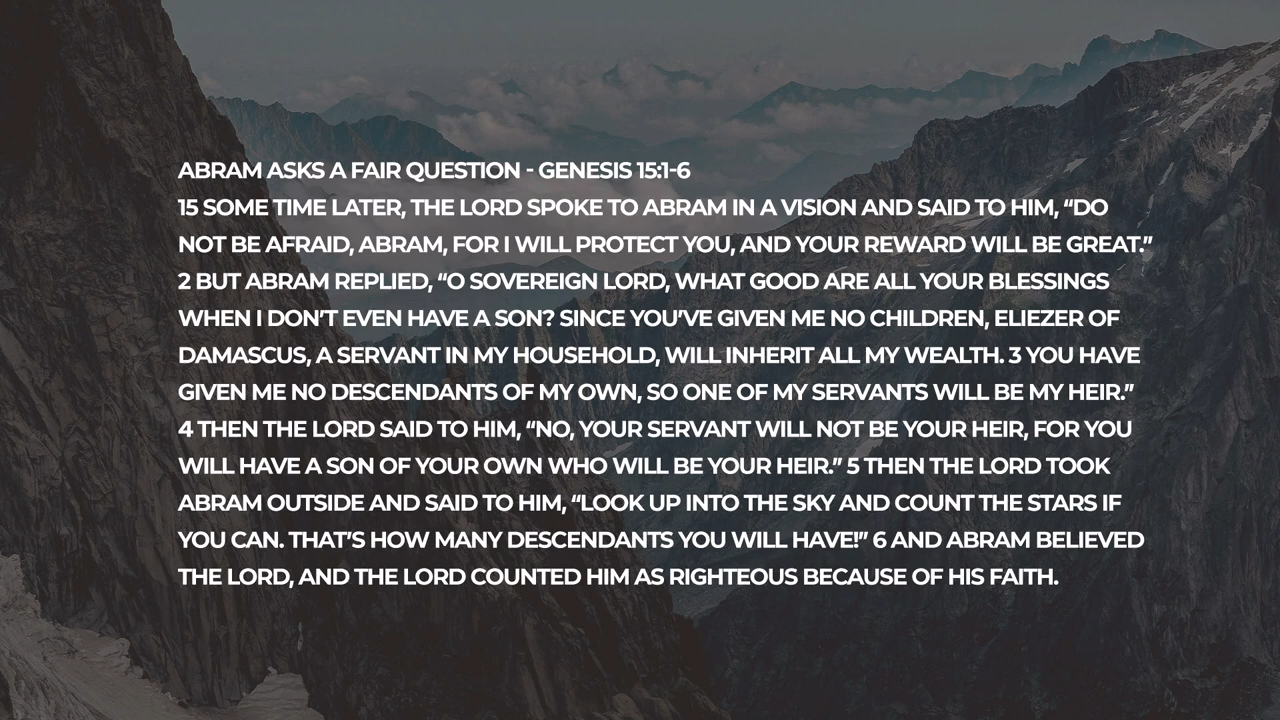 ABRAM ASKS A FAIR QUESTION - GENESIS 15:1-6
15 SOME TIME LATER, THE LORD SPOKE TO ABRAM IN A VISION AND SAID TO HIM, “DO
NOT BE AFRAID, ABRAM, FOR I WILL PROTECT YOU, AND YOUR REWARD WILL BE GREAT.”
2 BUT ABRAM REPLIED, “O SOVEREIGN LORD, WHAT GOOD ARE ALL YOUR BLESSINGS
WHEN I DON’T EVEN HAVE A SON? SINCE YOU’VE GIVEN ME NO CHILDREN, ELIEZER OF
DAMASCUS, A SERVANT IN MY HOUSEHOLD, WILL INHERIT ALL MY WEALTH. 3 YOU HAVE
GIVEN ME NO DESCENDANTS OF MY OWN, SO ONE OF MY SERVANTS WILL BE MY HEIR.”
4 THEN THE LORD SAID TO HIM, “NO, YOUR SERVANT WILL NOT BE YOUR HEIR, FOR YOU
WILL HAVE A SON OF YOUR OWN WHO WILL BE YOUR HEIR.” 5 THEN THE LORD TOOK
ABRAM OUTSIDE AND SAID TO HIM, “LOOK UP INTO THE SKY AND COUNT THE STARS IF
YOU CAN. THAT’S HOW MANY DESCENDANTS YOU WILL HAVE!” 6 AND ABRAM BELIEVED
THE LORD, AND THE LORD COUNTED HIM AS RIGHTEOUS BECAUSE OF HIS FAITH.